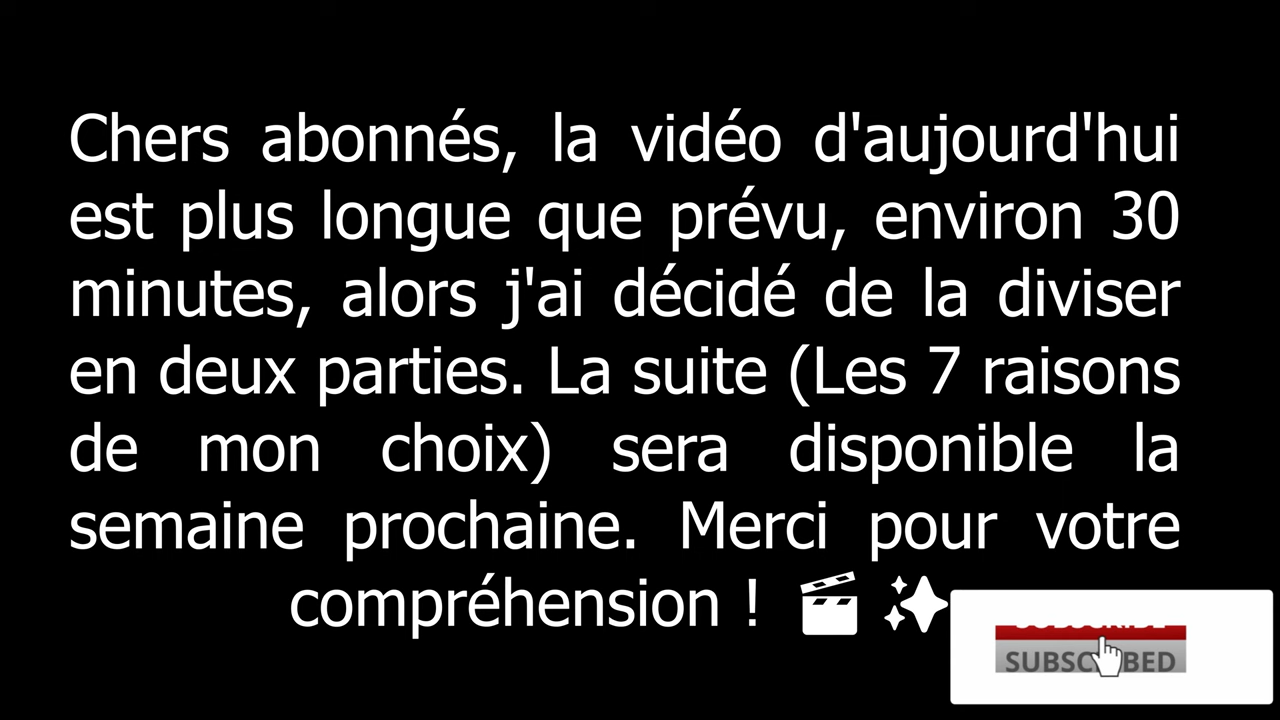 Chers abonnés, la vidéo d'aujourd'hui
est plus longue que prévu, environ 30
minutes, alors j'ai décidé de la diviser
en deux parties. La suite (Les 7 raisons
de mon choix) sera disponible la
semaine prochaine. Merci pour votre
compréhension ! 🎬 ✨
SUBSCRIBE
SUBSCRIBED